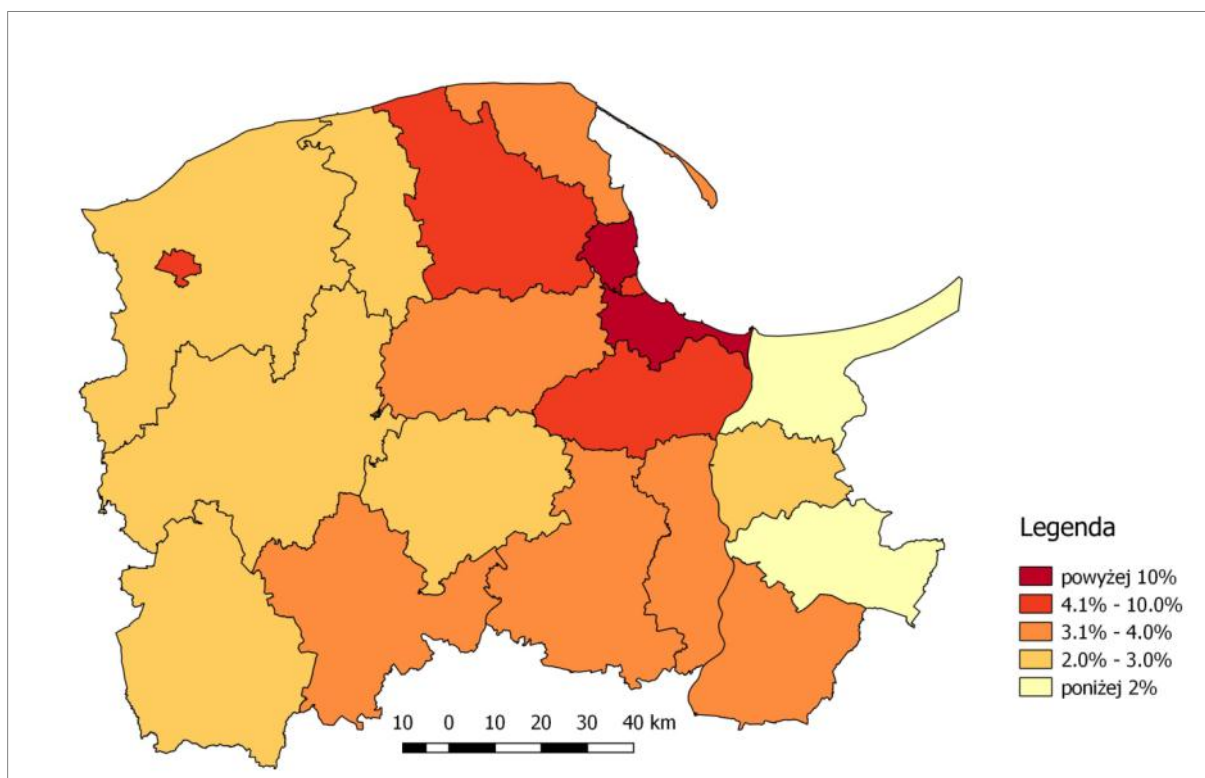 Legenda
powyżej 10%
4.1% - 10.0%
3.1% - 4.0%
2.0% - 3.0%
poniżej 2%
10 0 10 20 30 40 km